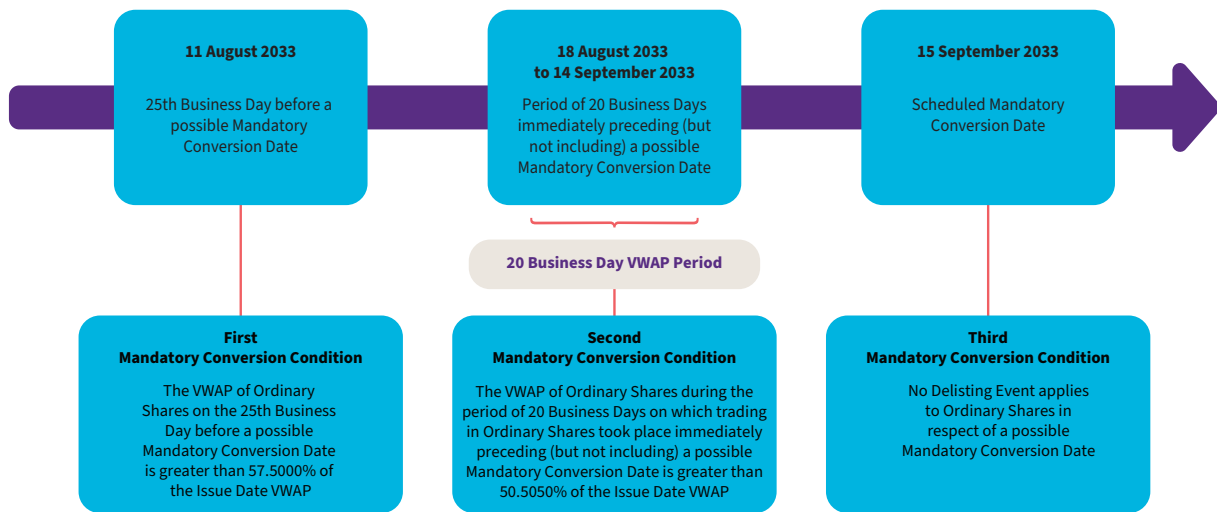 11 August 2033
25th Business Day before a
possible Mandatory
Conversion Date
18 August 2033
to 14 September 2033
Period of 20 Business Days
immediately preceding (but
not including) a possible
Mandatory Conversion Date
15 September 2033
Scheduled Mandatory
Conversion Date
20 Business Day VWAP Period
First
Mandatory Conversion Condition
The VWAP of Ordinary
Shares on the 25th Business
Day before a possible
Mandatory Conversion Date
is greater than 57.5000% of
the Issue Date VWAP
Second
Mandatory Conversion Condition
The VWAP of Ordinary Shares during the
period of 20 Business Days on which trading
in Ordinary Shares took place immediately
preceding (but not including) a possible
Mandatory Conversion Date is greater than
50.5050% of the Issue Date VWAP
Third
Mandatory Conversion Condition
No Delisting Event applies
to Ordinary Shares in
respect of a possible
Mandatory Conversion Date